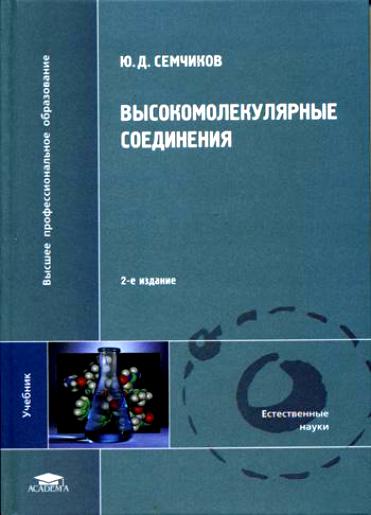 Ю. Д. СЕМЧИКОВ
ВЫСОКОМОЛЕКУЛЯРНЫЕ
СОЕДИНЕНИЯ
2-е издание
Высшее профессиональное образование
Учебник
Естественные
науки
ACADEMA